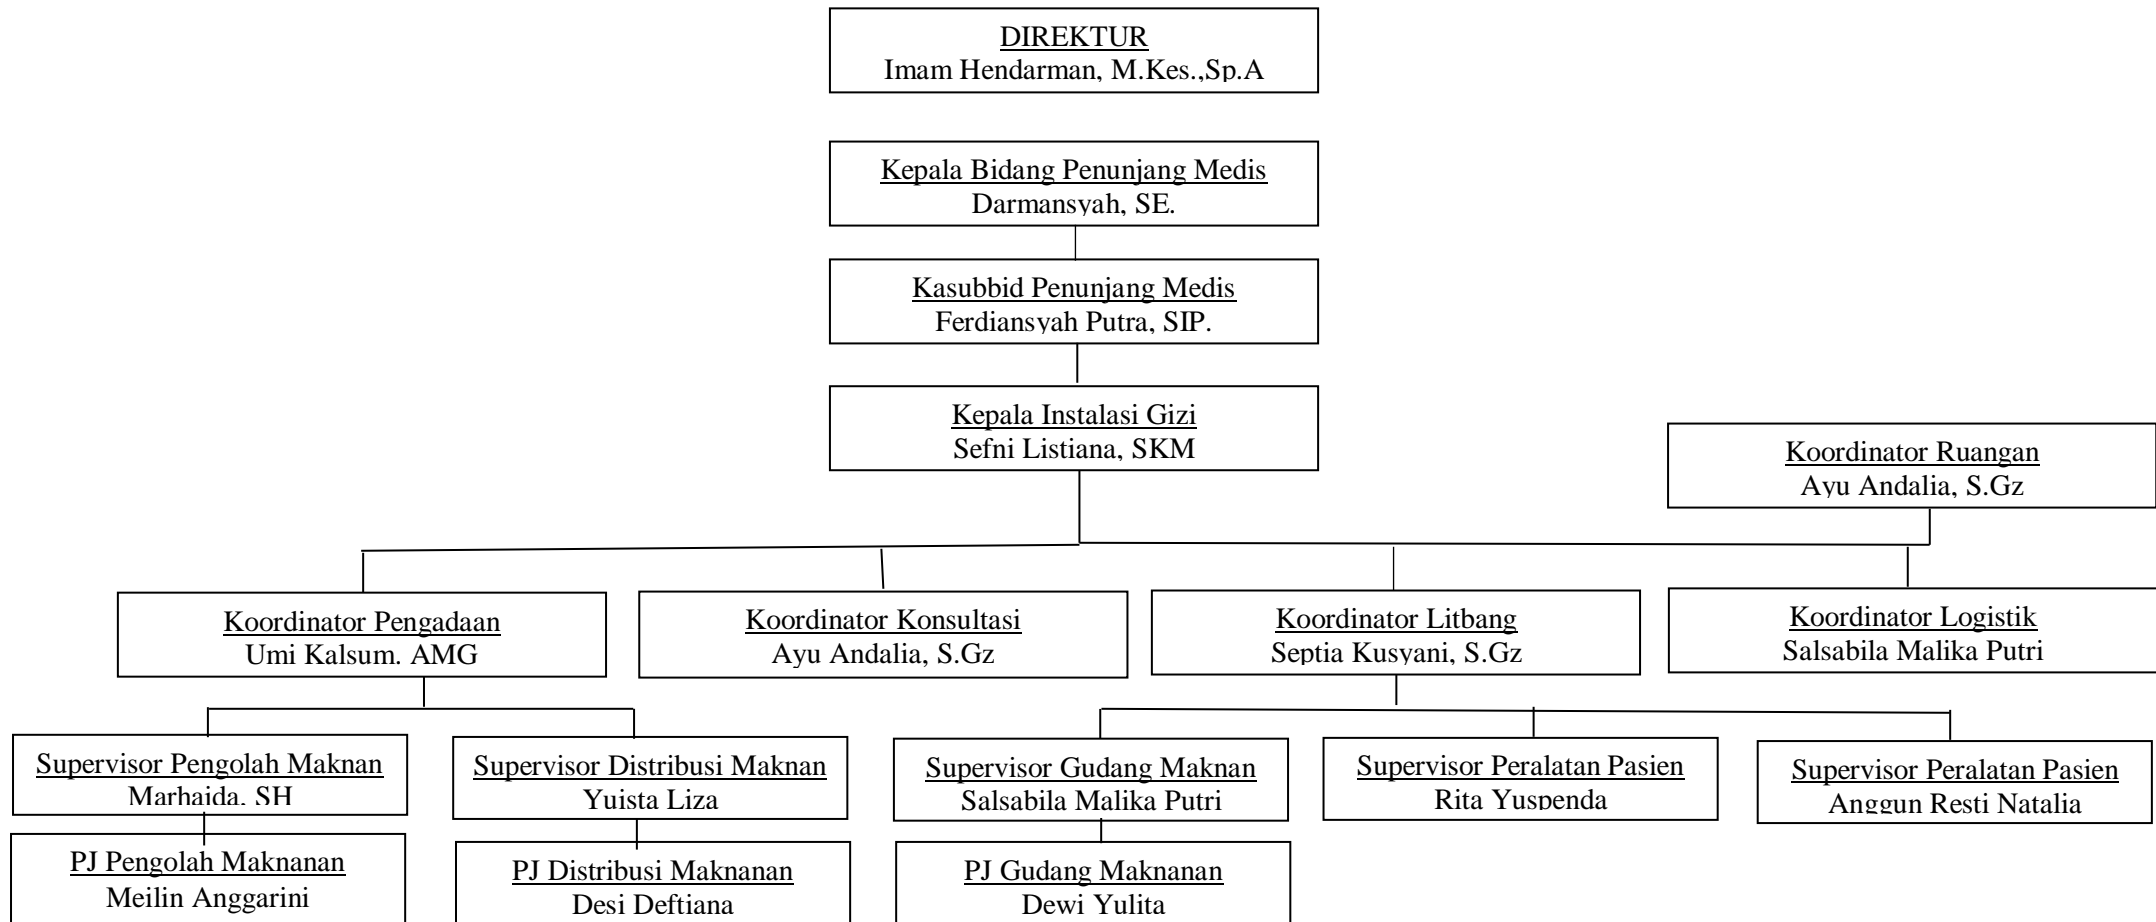 DIREKTUR
Imam Hendarman, M.Kes.,Sp.A
Kepala Bidang Penunjang Medis
Darmansyah, SE.
Kasubbid Penunjang Medis
Ferdiansyah Putra, SIP.
Kepala Instalasi Gizi
Sefni Listiana, SKM
Koordinator Ruangan
Ayu Andalia, S.Gz
Koordinator Pengadaan
Umi Kalsum. AMG
Koordinator Konsultasi
Ayu Andalia, S.Gz
Koordinator Litbang
Septia Kusyani, S.Gz
Koordinator Logistik
Salsabila Malika Putri
Supervisor Pengolah Maknan
Marhaida, SH
Supervisor Distribusi Maknan
Yuista Liza
Supervisor Gudang Maknan
Salsabila Malika Putri
Supervisor Peralatan Pasien
Rita Yuspenda
Supervisor Peralatan Pasien
Anggun Resti Natalia
PJ Pengolah Maknanan
Meilin Anggarini
PJ Distribusi Maknanan
Desi Deftiana
PJ Gudang Maknanan
Dewi Yulita